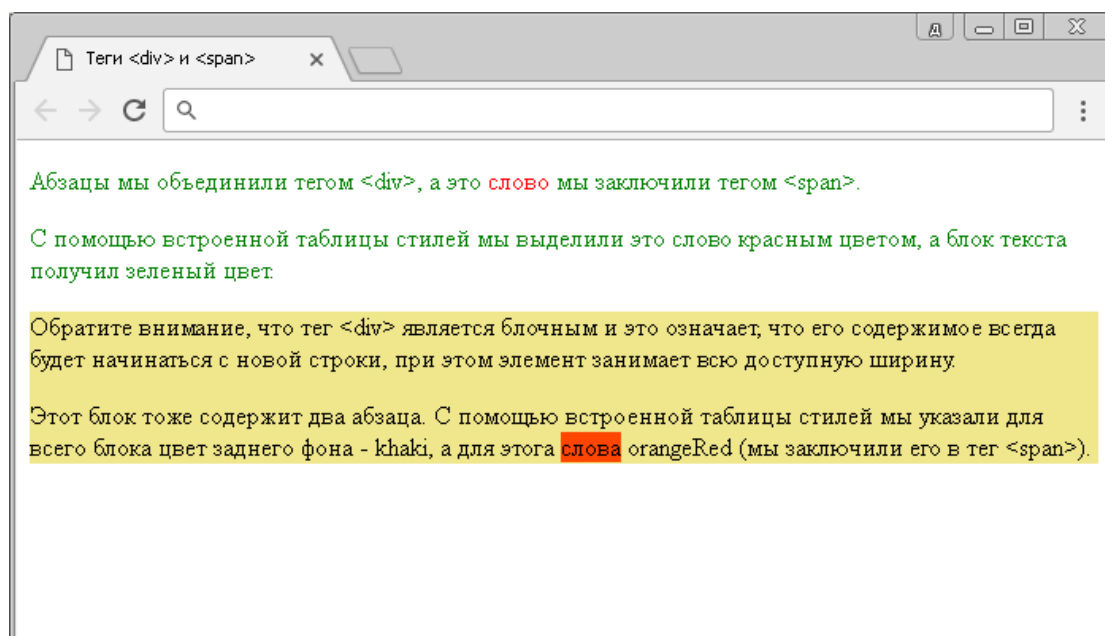 Теги <div> и <span>
Абзацы мы объединили тегом <div>, а это слово мы заключили тегом <span>.
С помощью встроенной таблицы стилей мы выделили это слово красным цветом, а блок текста
получил зеленый цвет.
Обратите внимание, что тег <div> является блочным и это означает, что его содержимое всегда
будет начинаться с новой строки, при этом элемент занимает всю доступную ширину.
Этот блок тоже содержит два абзаца. С помощью встроенной таблицы стилей мы указали для
всего блока цвет заднего фона - khaki, а для этога слова orangeRed (мы заключили его в тег <span>).